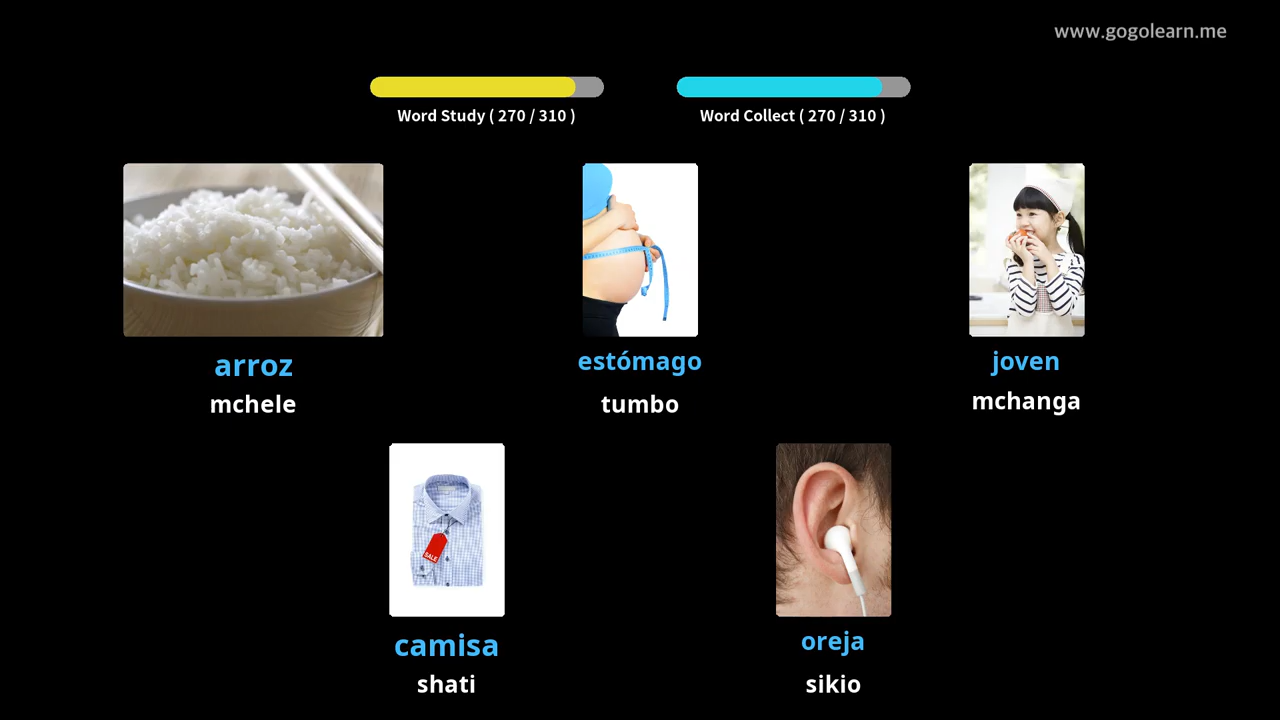 www.gogolearn.me
Word Study ( 270 / 310 )
Word Collect ( 270 / 310 )
arroz
mchele
estómago
tumbo
joven
mchanga
SALE
camisa
shati
oreja
sikio